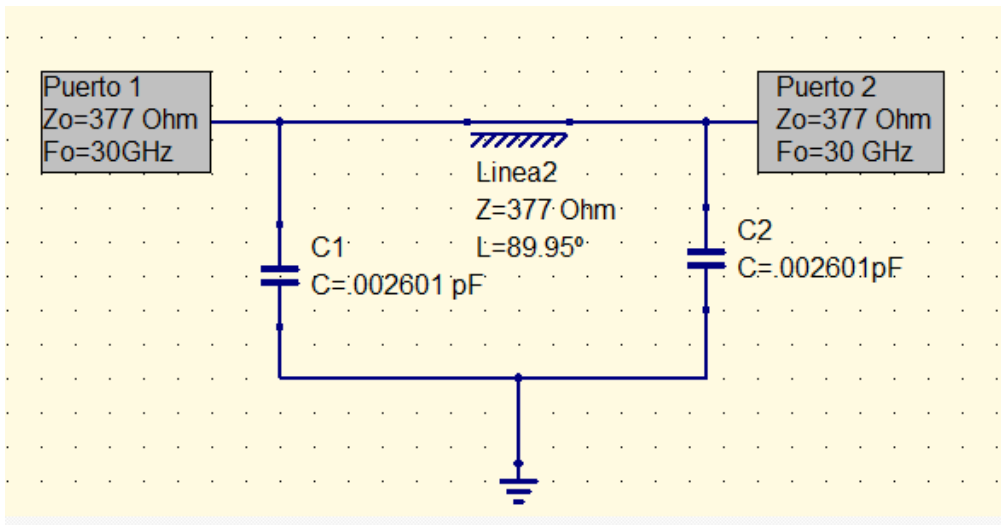 Puerto 1
Zo=377 Ohm
Fo=30GHz
Puerto 2
Zo=377 Ohm
Fo=30 GHz
Linea2
Z=377 Ohm
L=89.95º
C1
C=.002601 pF
C2
C=.002601pF